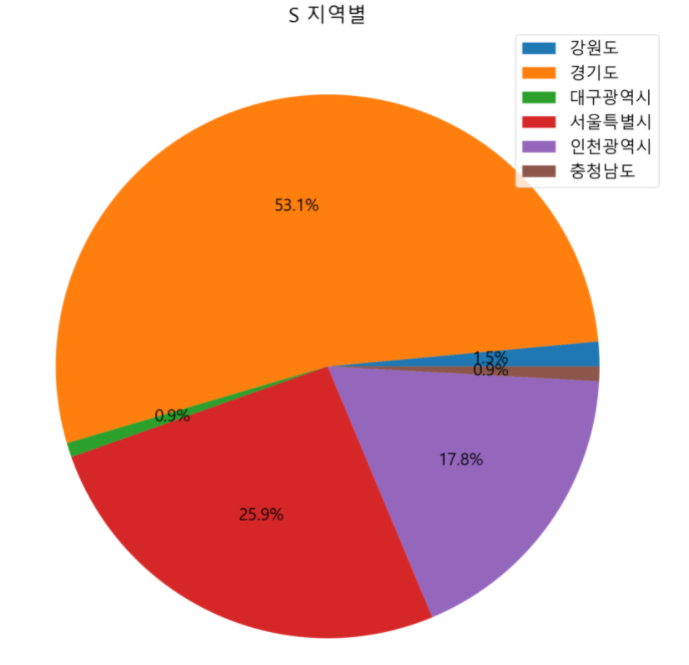 S 지역별
강원도
경기도
대구광역시
서울특별시
인천광역시
충청남도
53.1%
1.5%
0.9%
0.9%
17.8%
25.9%